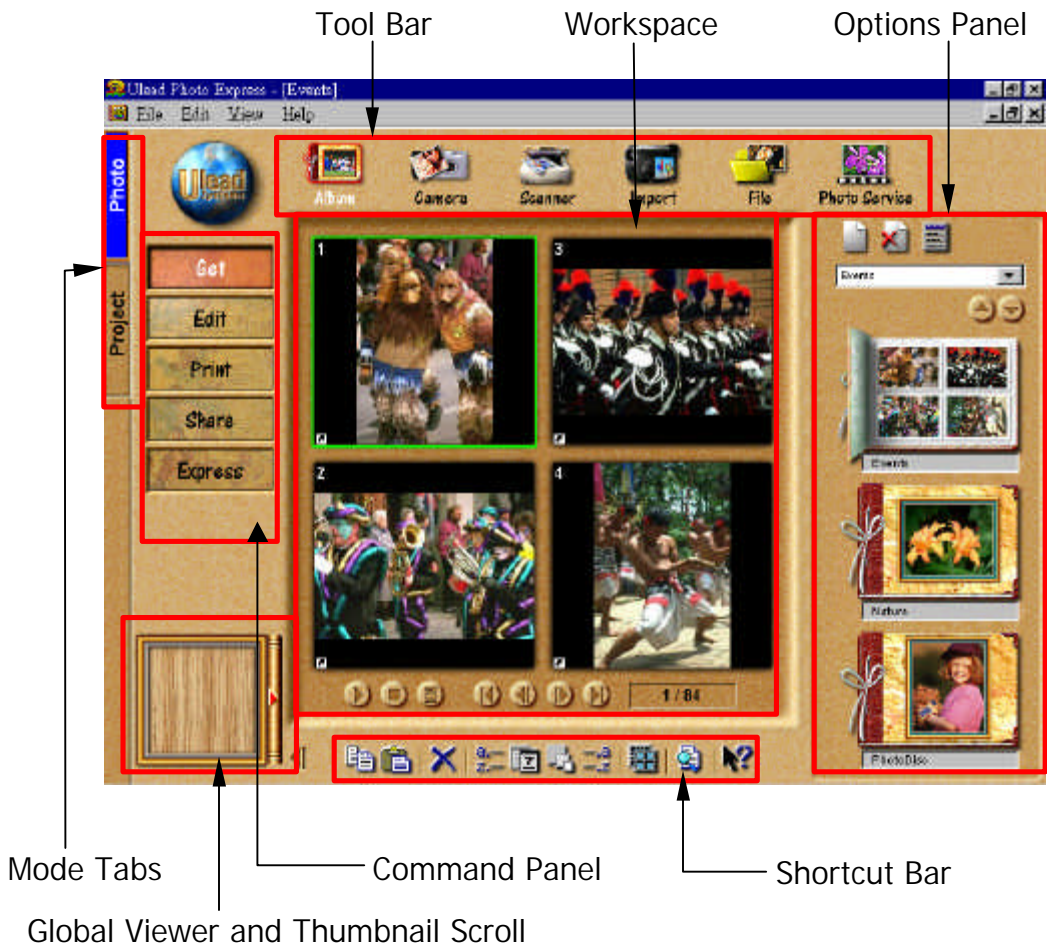 Tool Bar
Workspace
Options Panel
Ulead Photo Express - [Events]
File Edit View Help
Photo
Project
Ulead
Album
Camera
Scanner
Import
File
Photo Service
Get
Edit
Print
Share
Express
1
3
2
4
1 / 84
Events
Events
Nature
PhotoDisc
Mode Tabs
Command Panel
Shortcut Bar
Global Viewer and Thumbnail Scroll